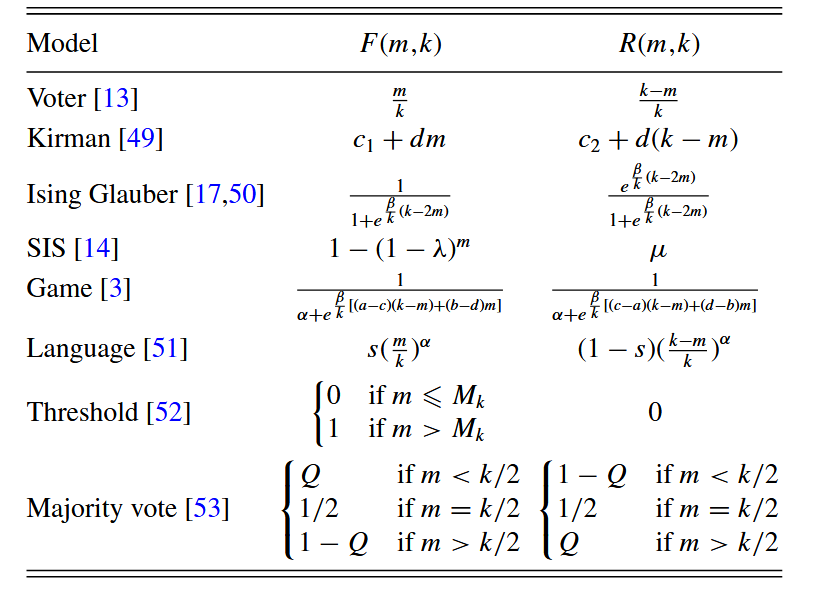 Model F(m,k) R(m,k)
Voter [13] m/k (k−m)/k
Kirman [49] c₁ + dm c₂ + d(k − m)
Ising Glauber [17,50] 1/(1+e^{(β/k)(k−2m)}) e^{(β/k)(k−2m)}/(1+e^{(β/k)(k−2m)})
SIS [14] 1 − (1 − λ)^m μ
Game [3] 1/(α+e^{(β/k)[(a−c)(k−m)+(b−d)m]}) 1/(α+e^{(β/k)[(c−a)(k−m)+(d−b)m]})
Language [51] s(m/k)^α (1 − s)((k−m)/k)^α
Threshold [52] {0 if m ⩽ M_k 0
1 if m > M_k
Majority vote [53] {Q if m < k/2 {1 − Q if m < k/2
1/2 if m = k/2 1/2 if m = k/2
1 − Q if m > k/2 Q if m > k/2